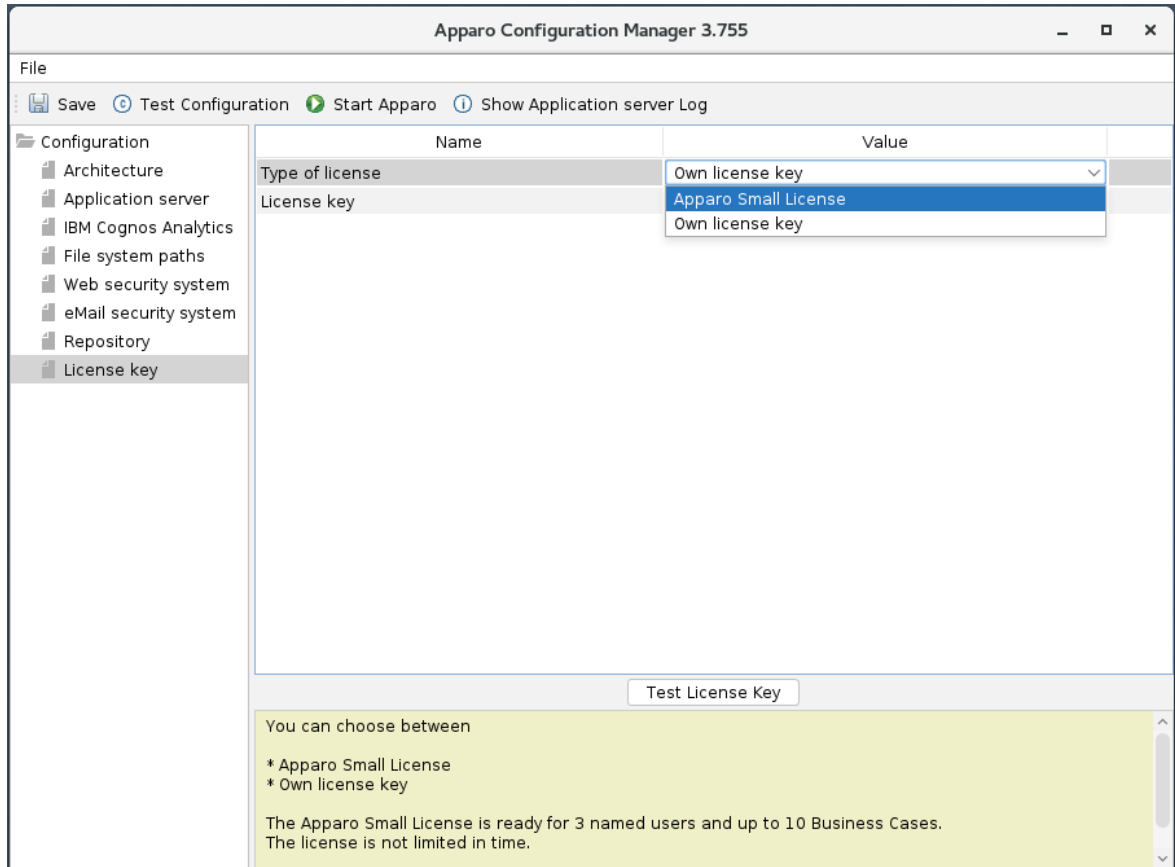 Apparo Configuration Manager 3.755
File
Save Test Configuration Start Apparo Show Application server Log
Configuration
Architecture
Application server
IBM Cognos Analytics
File system paths
Web security system
eMail security system
Repository
License key
Name Value
Type of license Own license key
License key Apparo Small License
Own license key
Test License Key
You can choose between
* Apparo Small License
* Own license key
The Apparo Small License is ready for 3 named users and up to 10 Business Cases.
The license is not limited in time.